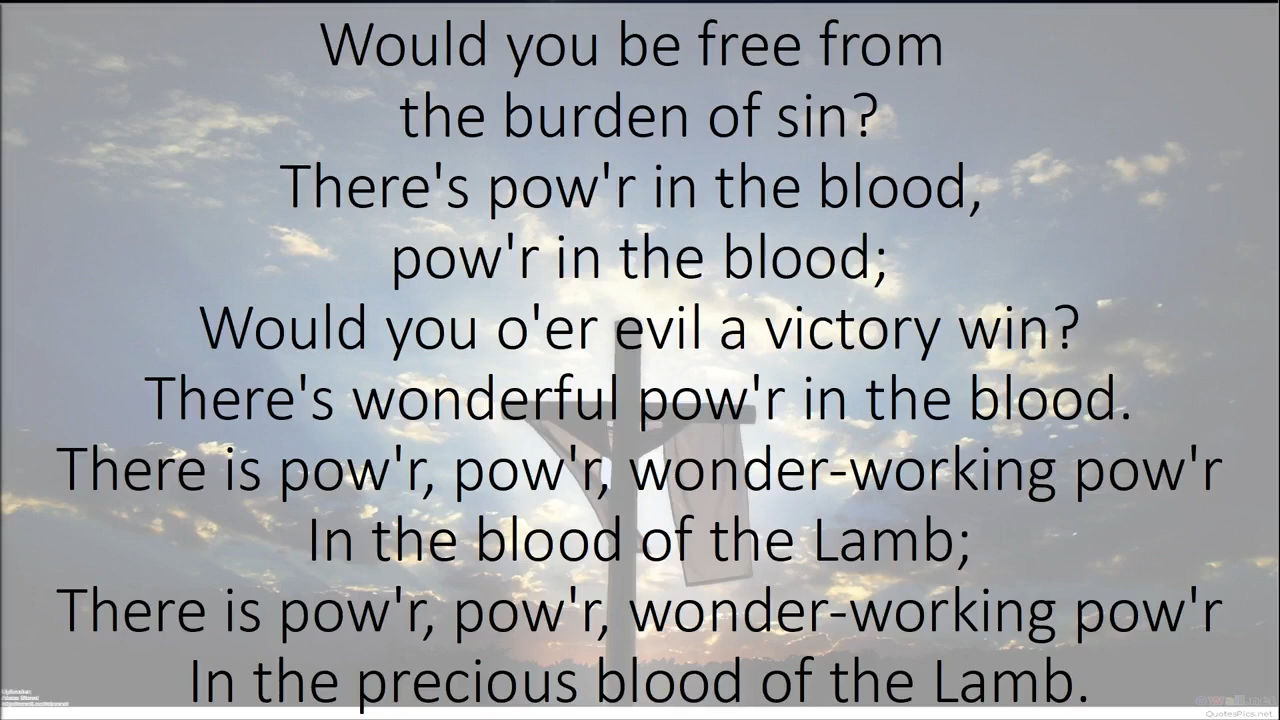 Would you be free from
the burden of sin?
There's pow'r in the blood,
pow'r in the blood;
Would you o'er evil a victory win?
There's wonderful pow'r in the blood.
There is pow'r, pow'r, wonder-working pow'r
In the blood of the Lamb;
There is pow'r, pow'r, wonder-working pow'r
In the precious blood of the Lamb.
QuotesPics.net